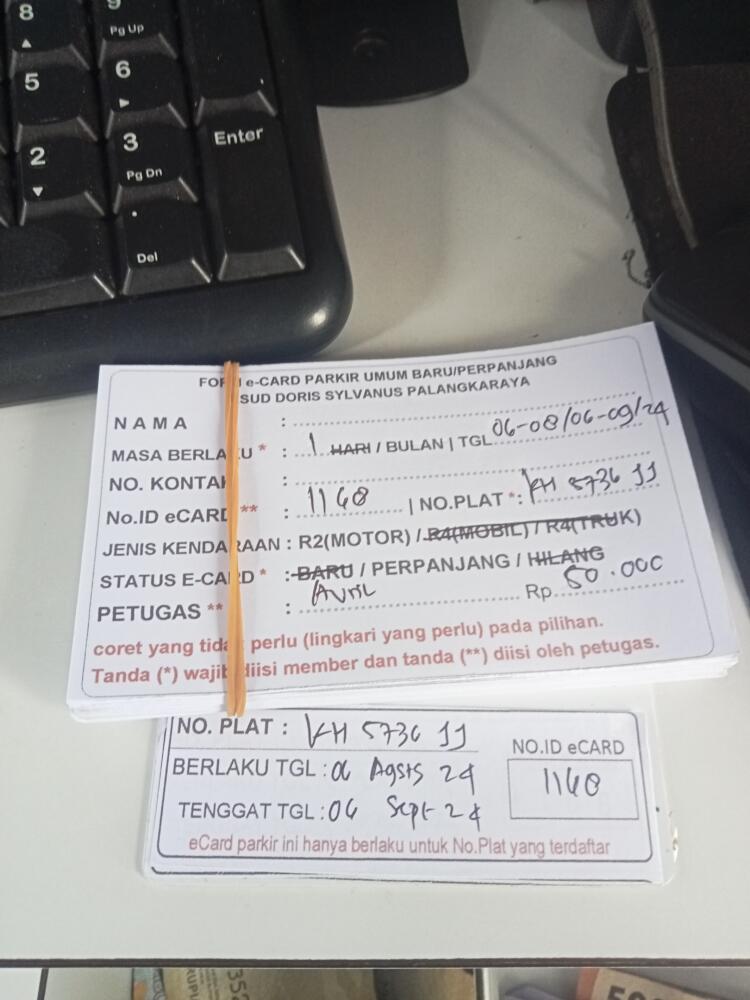 8
9
Pg Up
5
6
2
3
Pg Dn
Enter
.
Del
FOR e-CARD PARKIR UMUM BARU/PERPANJANG
SUD DORIS SYLVANUS PALANGKARAYA
NAMA :
MASA BERLAKU * : 1 HARI / BULAN | TGL 06-08/06-09/24
NO. KONTAK :
No.ID eCARD ** : 1168 | NO.PLAT *: KH 5736 JJ
JENIS KENDARAAN : R2(MOTOR) / R4(MOBIL) / R4(TRUK)
STATUS E-CARD * : BARU / PERPANJANG / HILANG
PETUGAS ** : Avril Rp. 50.000
coret yang tidak perlu (lingkari yang perlu) pada pilihan.
Tanda (*) wajib diisi member dan tanda (**) diisi oleh petugas.
NO. PLAT : KH 5736 JJ
NO.ID eCARD
BERLAKU TGL : 06 Agsts 24
1168
TENGGAT TGL : 06 Sept 24
eCard parkir ini hanya berlaku untuk No.Plat yang terdaftar